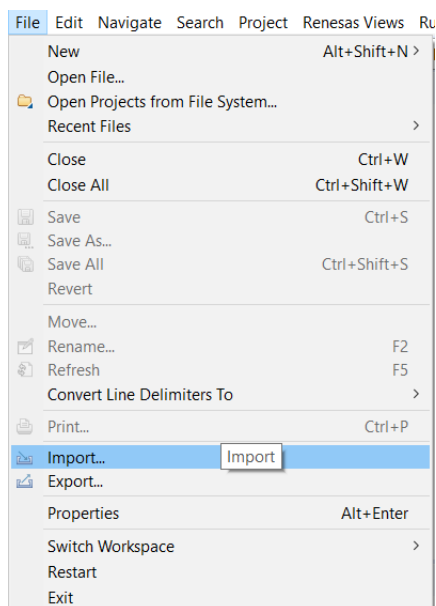 File Edit Navigate Search Project Renesas Views
New Alt+Shift+N >
Open File...
Open Projects from File System...
Recent Files >
Close Ctrl+W
Close All Ctrl+Shift+W
Save Ctrl+S
Save As...
Save All Ctrl+Shift+S
Revert
Move...
Rename... F2
Refresh F5
Convert Line Delimiters To >
Print... Ctrl+P
Import... Import
Export...
Properties Alt+Enter
Switch Workspace >
Restart
Exit